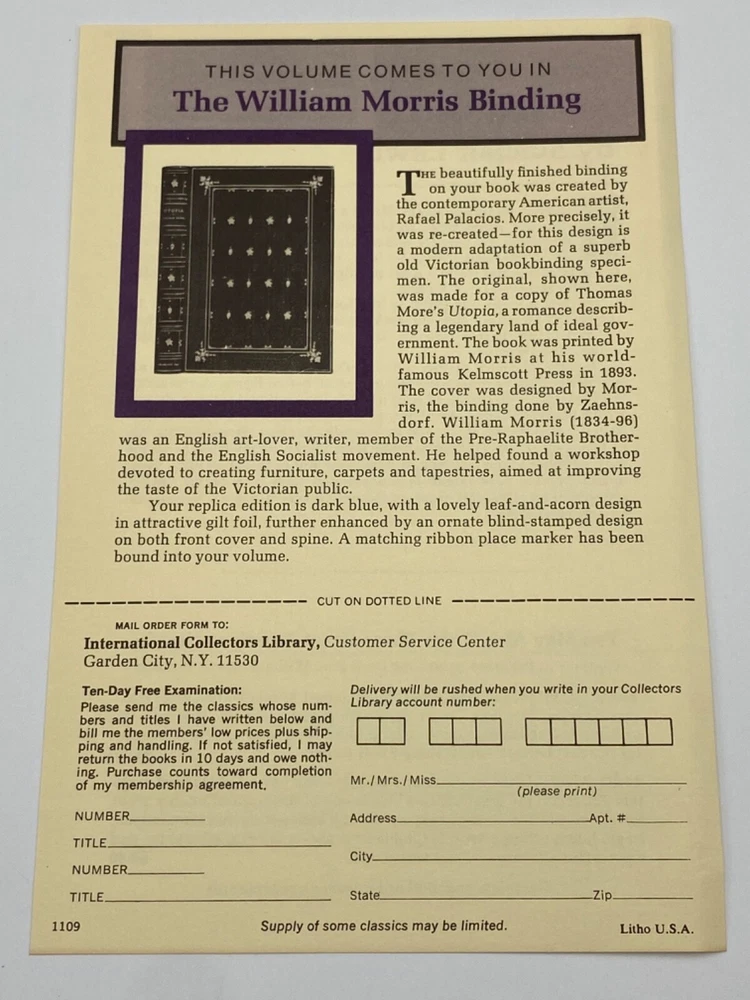 THIS VOLUME COMES TO YOU IN
The William Morris Binding
THE beautifully finished binding
on your book was created by
the contemporary American artist,
Rafael Palacios. More precisely, it
was re-created—for this design is
a modern adaptation of a superb
old Victorian bookbinding speci-
men. The original, shown here,
was made for a copy of Thomas
More's Utopia, a romance describ-
ing a legendary land of ideal gov-
ernment. The book was printed by
William Morris at his world-
famous Kelmscott Press in 1893.
The cover was designed by Mor-
ris, the binding done by Zaehns-
dorf. William Morris (1834-96)
was an English art-lover, writer, member of the Pre-Raphaelite Brother-
hood and the English Socialist movement. He helped found a workshop
devoted to creating furniture, carpets and tapestries, aimed at improving
the taste of the Victorian public.
Your replica edition is dark blue, with a lovely leaf-and-acorn design
in attractive gilt foil, further enhanced by an ornate blind-stamped design
on both front cover and spine. A matching ribbon place marker has been
bound into your volume.
CUT ON DOTTED LINE
MAIL ORDER FORM TO:
International Collectors Library, Customer Service Center
Garden City, N.Y. 11530
Ten-Day Free Examination:
Please send me the classics whose num-
bers and titles I have written below and
bill me the members' low prices plus ship-
ping and handling. If not satisfied, I may
return the books in 10 days and owe noth-
ing. Purchase counts toward completion
of my membership agreement.
NUMBER
TITLE
NUMBER
TITLE
Delivery will be rushed when you write in your Collectors
Library account number:
Mr./Mrs./Miss
(please print)
Address Apt. #
City
State Zip
1109 Supply of some classics may be limited. Litho U.S.A.